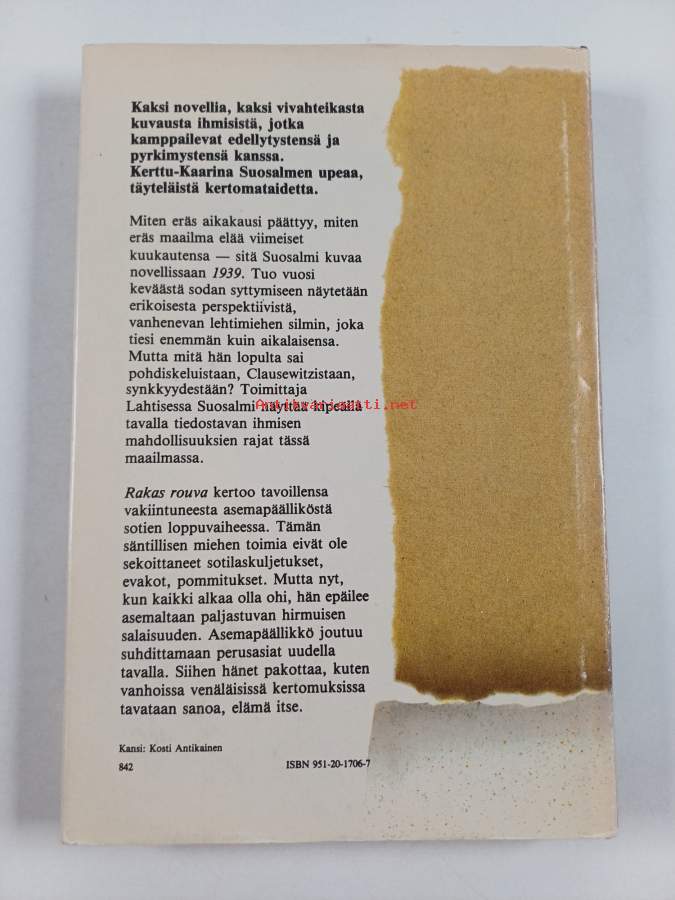 Kaksi novellia, kaksi vivahteikasta
kuvausta ihmisistä, jotka
kamppailevat edellytystensä ja
pyrkimystensä kanssa.
Kerttu-Kaarina Suosalmen upeaa,
täyteläistä kertomataidetta.
Miten eräs aikakausi päättyy, miten
eräs maailma elää viimeiset
kuukautensa — sitä Suosalmi kuvaa
novellissaan 1939. Tuo vuosi
keväästä sodan syttymiseen näytetään
erikoisesta perspektiivistä,
vanhenevan lehtimiehen silmin, joka
tiesi enemmän kuin aikalaisensa.
Mutta mitä hän lopulta sai
pohdiskeluistaan, Clausewitzistaan,
synkkyydestään? Toimittaja
Lahtisessa Suosalmi näyttää kipeällä
Antikvariaatti.net
tavalla tiedostavan ihmisen
mahdollisuuksien rajat tässä
maailmassa.
Rakas rouva kertoo tavoillensa
vakiintuneesta asemapäälliköstä
sotien loppuvaiheessa. Tämän
säntillisen miehen toimia eivät ole
sekoittaneet sotilaskuljetukset,
evakot, pommitukset. Mutta nyt,
kun kaikki alkaa olla ohi, hän epäilee
asemaltaan paljastuvan hirmuisen
salaisuuden. Asemapäällikkö joutuu
suhdittamaan perusasiat uudella
tavalla. Siihen hänet pakottaa, kuten
vanhoissa venäläisissä kertomuksissa
tavataan sanoa, elämä itse.
Kansi: Kosti Antikainen
842 ISBN 951-20-1706-7